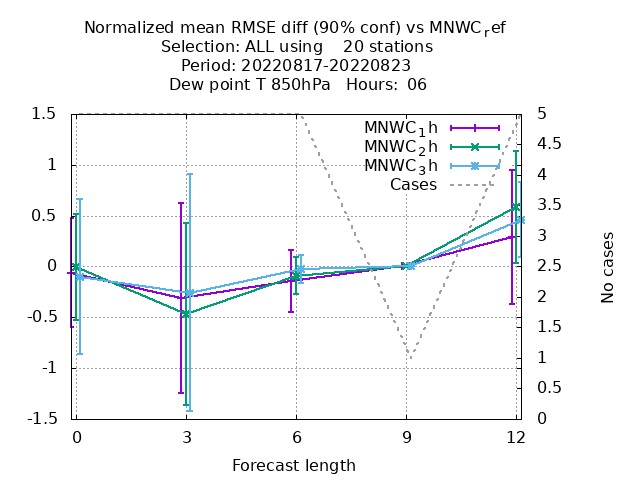 Normalized mean RMSE diff (90% conf) vs MNWC_ref
Selection: ALL using    20 stations
Period: 20220817-20220823
Dew point T 850hPa   Hours:  06
MNWC_1h
MNWC_2h
MNWC_3h
Cases
1.5
1
0.5
0
-0.5
-1
-1.5
5
4.5
4
3.5
3
2.5
2
1.5
1
0.5
0
No cases
0 3 6 9 12
Forecast length